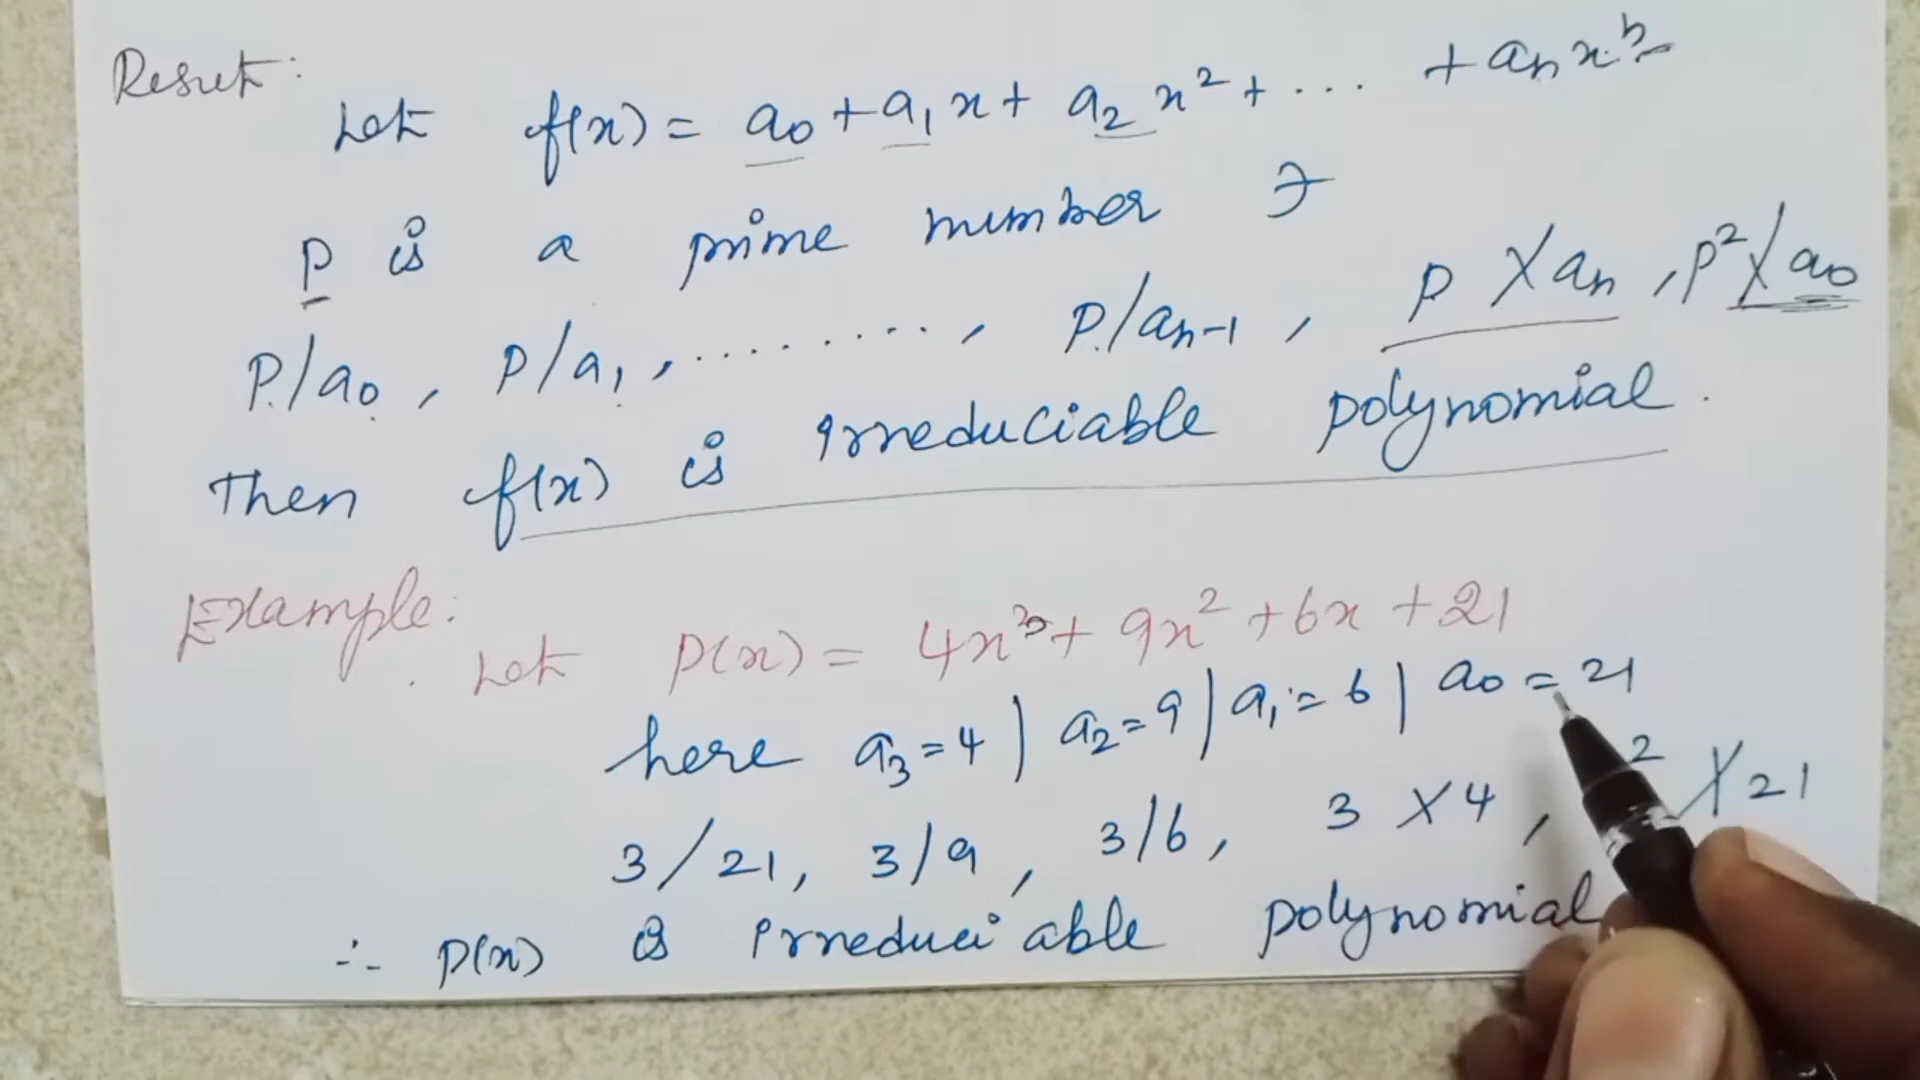 Result:
Let f(x) = a₀ + a₁x + a₂x² + ... + aₙxⁿ
P is a prime number ∋
P/a₀, P/a₁, ........., P/aₙ₋₁, P ∤ aₙ, P² ∤ a₀
Then f(x) is irreduciable polynomial.
Example:
Let P(x) = 4x³ + 9x² + 6x + 21
here a₃ = 4 | a₂ = 9 | a₁ = 6 | a₀ = 21
3/21, 3/9, 3/6, 3 ∤ 4, ² ∤ 21
∴ P(x) is irreduciable polynomial